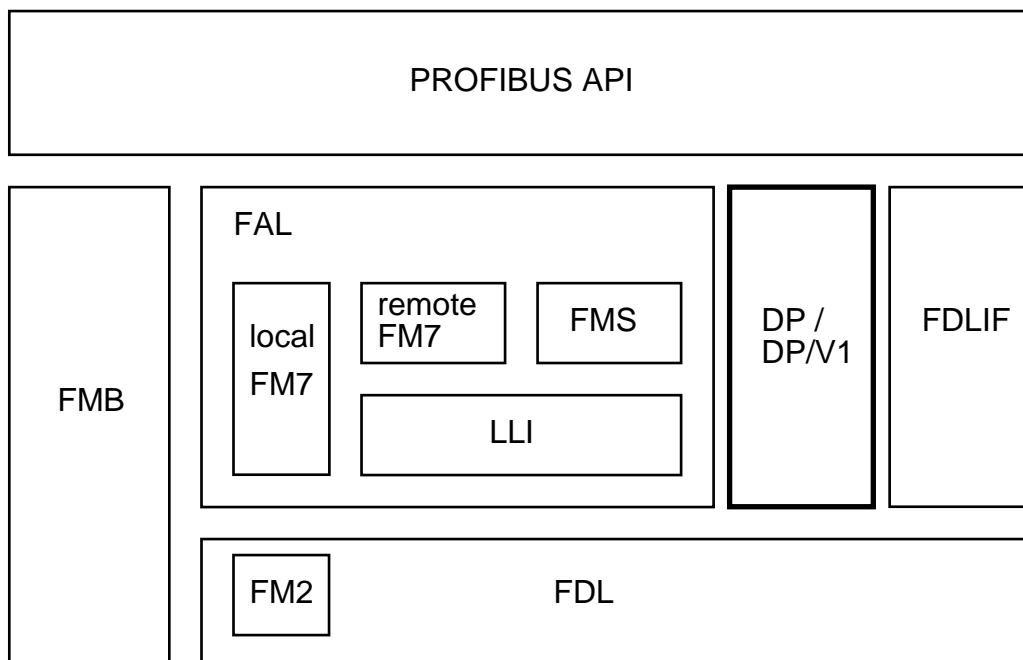 PROFIBUS API
FMB
FAL
local
FM7
remote
FM7
FMS
LLI
DP /
DP/V1
FDLIF
FM2
FDL